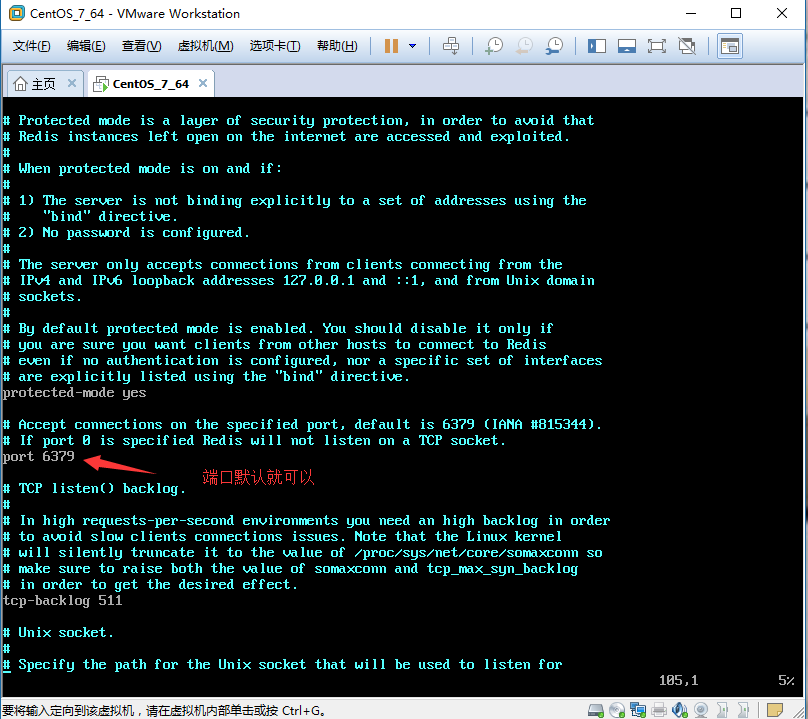 CentOS_7_64 - VMware Workstation
文件(F) 编辑(E) 查看(V) 虚拟机(M) 选项卡(T) 帮助(H)
主页 CentOS_7_64
# Protected mode is a layer of security protection, in order to avoid that
# Redis instances left open on the internet are accessed and exploited.
#
# When protected mode is on and if:
#
# 1) The server is not binding explicitly to a set of addresses using the
#    "bind" directive.
# 2) No password is configured.
#
# The server only accepts connections from clients connecting from the
# IPv4 and IPv6 loopback addresses 127.0.0.1 and ::1, and from Unix domain
# sockets.
#
# By default protected mode is enabled. You should disable it only if
# you are sure you want clients from other hosts to connect to Redis
# even if no authentication is configured, nor a specific set of interfaces
# are explicitly listed using the "bind" directive.
protected-mode yes
# Accept connections on the specified port, default is 6379 (IANA #815344).
# If port 0 is specified Redis will not listen on a TCP socket.
port 6379
端口默认就可以
# TCP listen() backlog.
#
# In high requests-per-second environments you need an high backlog in order
# to avoid slow clients connections issues. Note that the Linux kernel
# will silently truncate it to the value of /proc/sys/net/core/somaxconn so
# make sure to raise both the value of somaxconn and tcp_max_syn_backlog
# in order to get the desired effect.
tcp-backlog 511
# Unix socket.
#
# Specify the path for the Unix socket that will be used to listen for
105,1 5%
要将输入定向到该虚拟机，请在虚拟机内部单击或按 Ctrl+G。